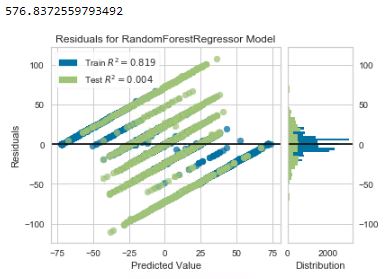 576.8372559793492
Residuals for RandomForestRegressor Model
Train R² = 0.819
Test R² = 0.004
Residuals
100
50
0
−50
−100
100
50
0
−50
−100
−75 −50 −25 0 25 50 75
0 2000
Predicted Value
Distribution